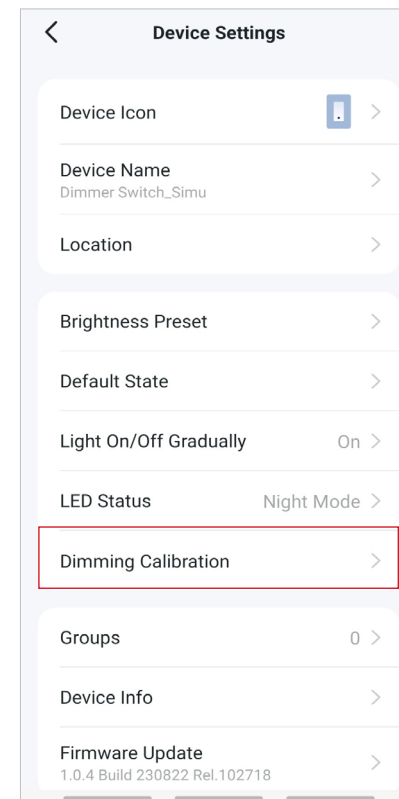 Device Settings
Device Icon
Device Name
Dimmer Switch_Simu
Location
Brightness Preset
Default State
Light On/Off Gradually On
LED Status Night Mode
Dimming Calibration
Groups 0
Device Info
Firmware Update
1.0.4 Build 230822 Rel.102718